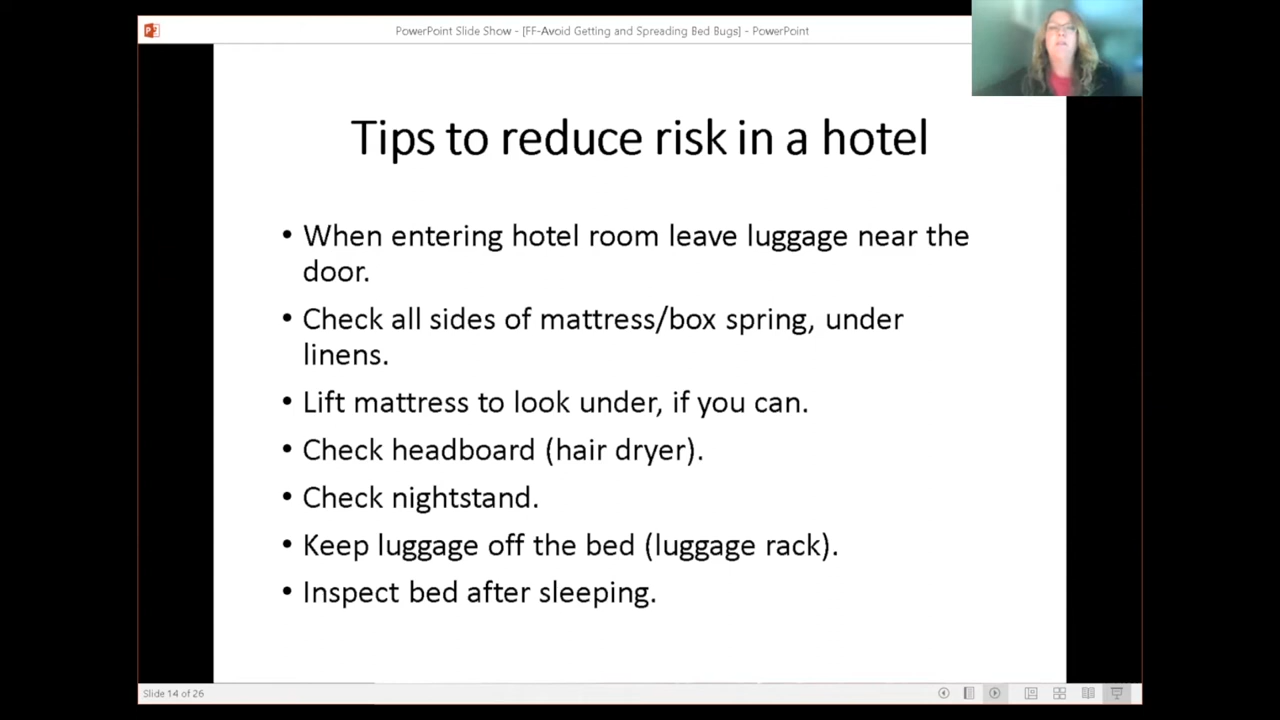 PowerPoint Slide Show - [FF-Avoid Getting and Spreading Bed Bugs] - PowerPoint
Tips to reduce risk in a hotel
• When entering hotel room leave luggage near the
door.
• Check all sides of mattress/box spring, under
linens.
• Lift mattress to look under, if you can.
• Check headboard (hair dryer).
• Check nightstand.
• Keep luggage off the bed (luggage rack).
• Inspect bed after sleeping.
Slide 14 of 26